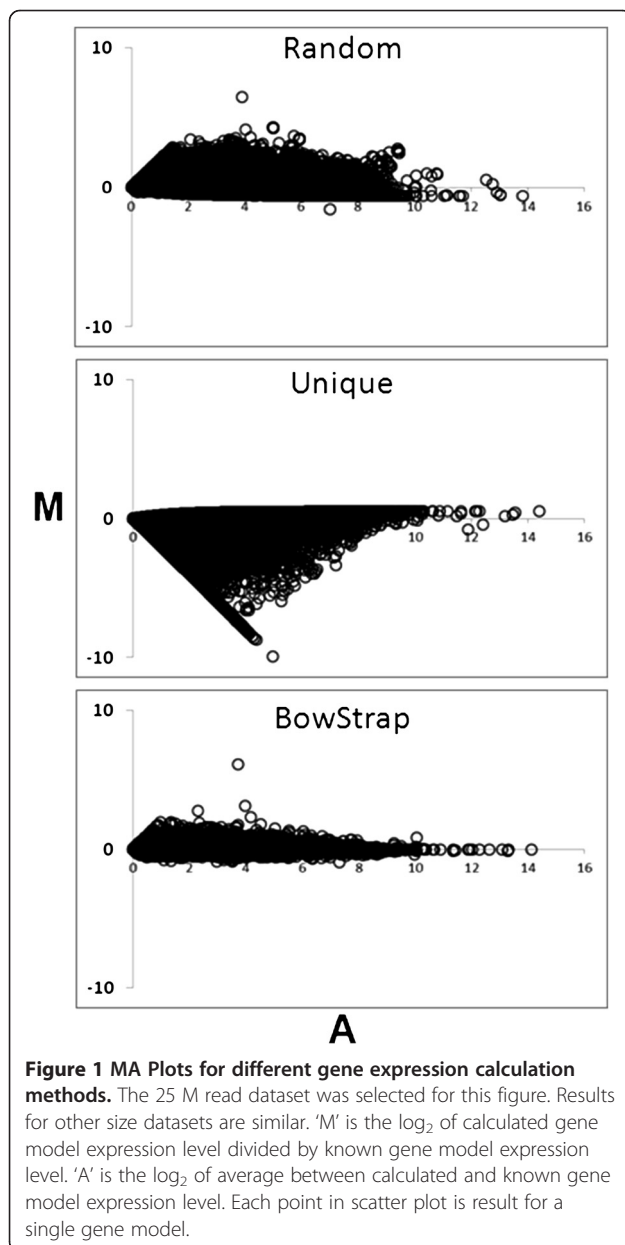 10
Random
0
0 2 4 6 8 10 12 14 16
-10
10
Unique
M
0
0 2 4 6 8 10 12 14 16
-10
10
BowStrap
0
0 2 4 6 8 10 12 14 16
-10
A
Figure 1 MA Plots for different gene expression calculation
methods. The 25 M read dataset was selected for this figure. Results
for other size datasets are similar. ‘M’ is the log₂ of calculated gene
model expression level divided by known gene model expression
level. ‘A’ is the log₂ of average between calculated and known gene
model expression level. Each point in scatter plot is result for a
single gene model.